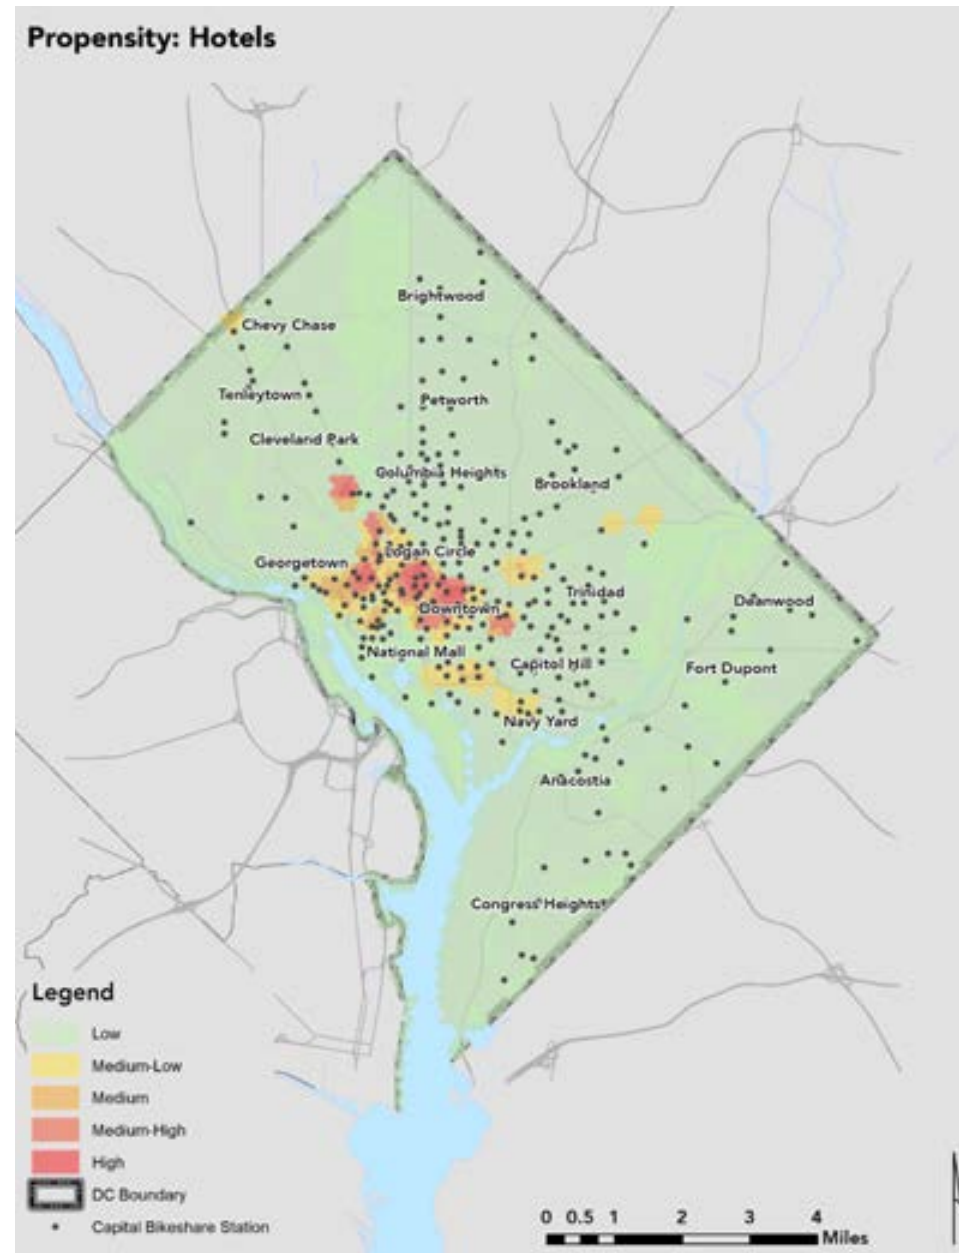 Propensity: Hotels
Brightwood
Chevy Chase
Tenleytown
Petworth
Cleveland Park
Columbia Heights
Brookland
Logan Circle
Georgetown
Trinidad
Deanwood
Downtown
National Mall
Capitol Hill
Fort Dupont
Navy Yard
Anacostia
Congress Heights
Legend
Low
Medium-Low
Medium
Medium-High
High
DC Boundary
Capital Bikeshare Station
0 0.5 1 2 3 4
Miles